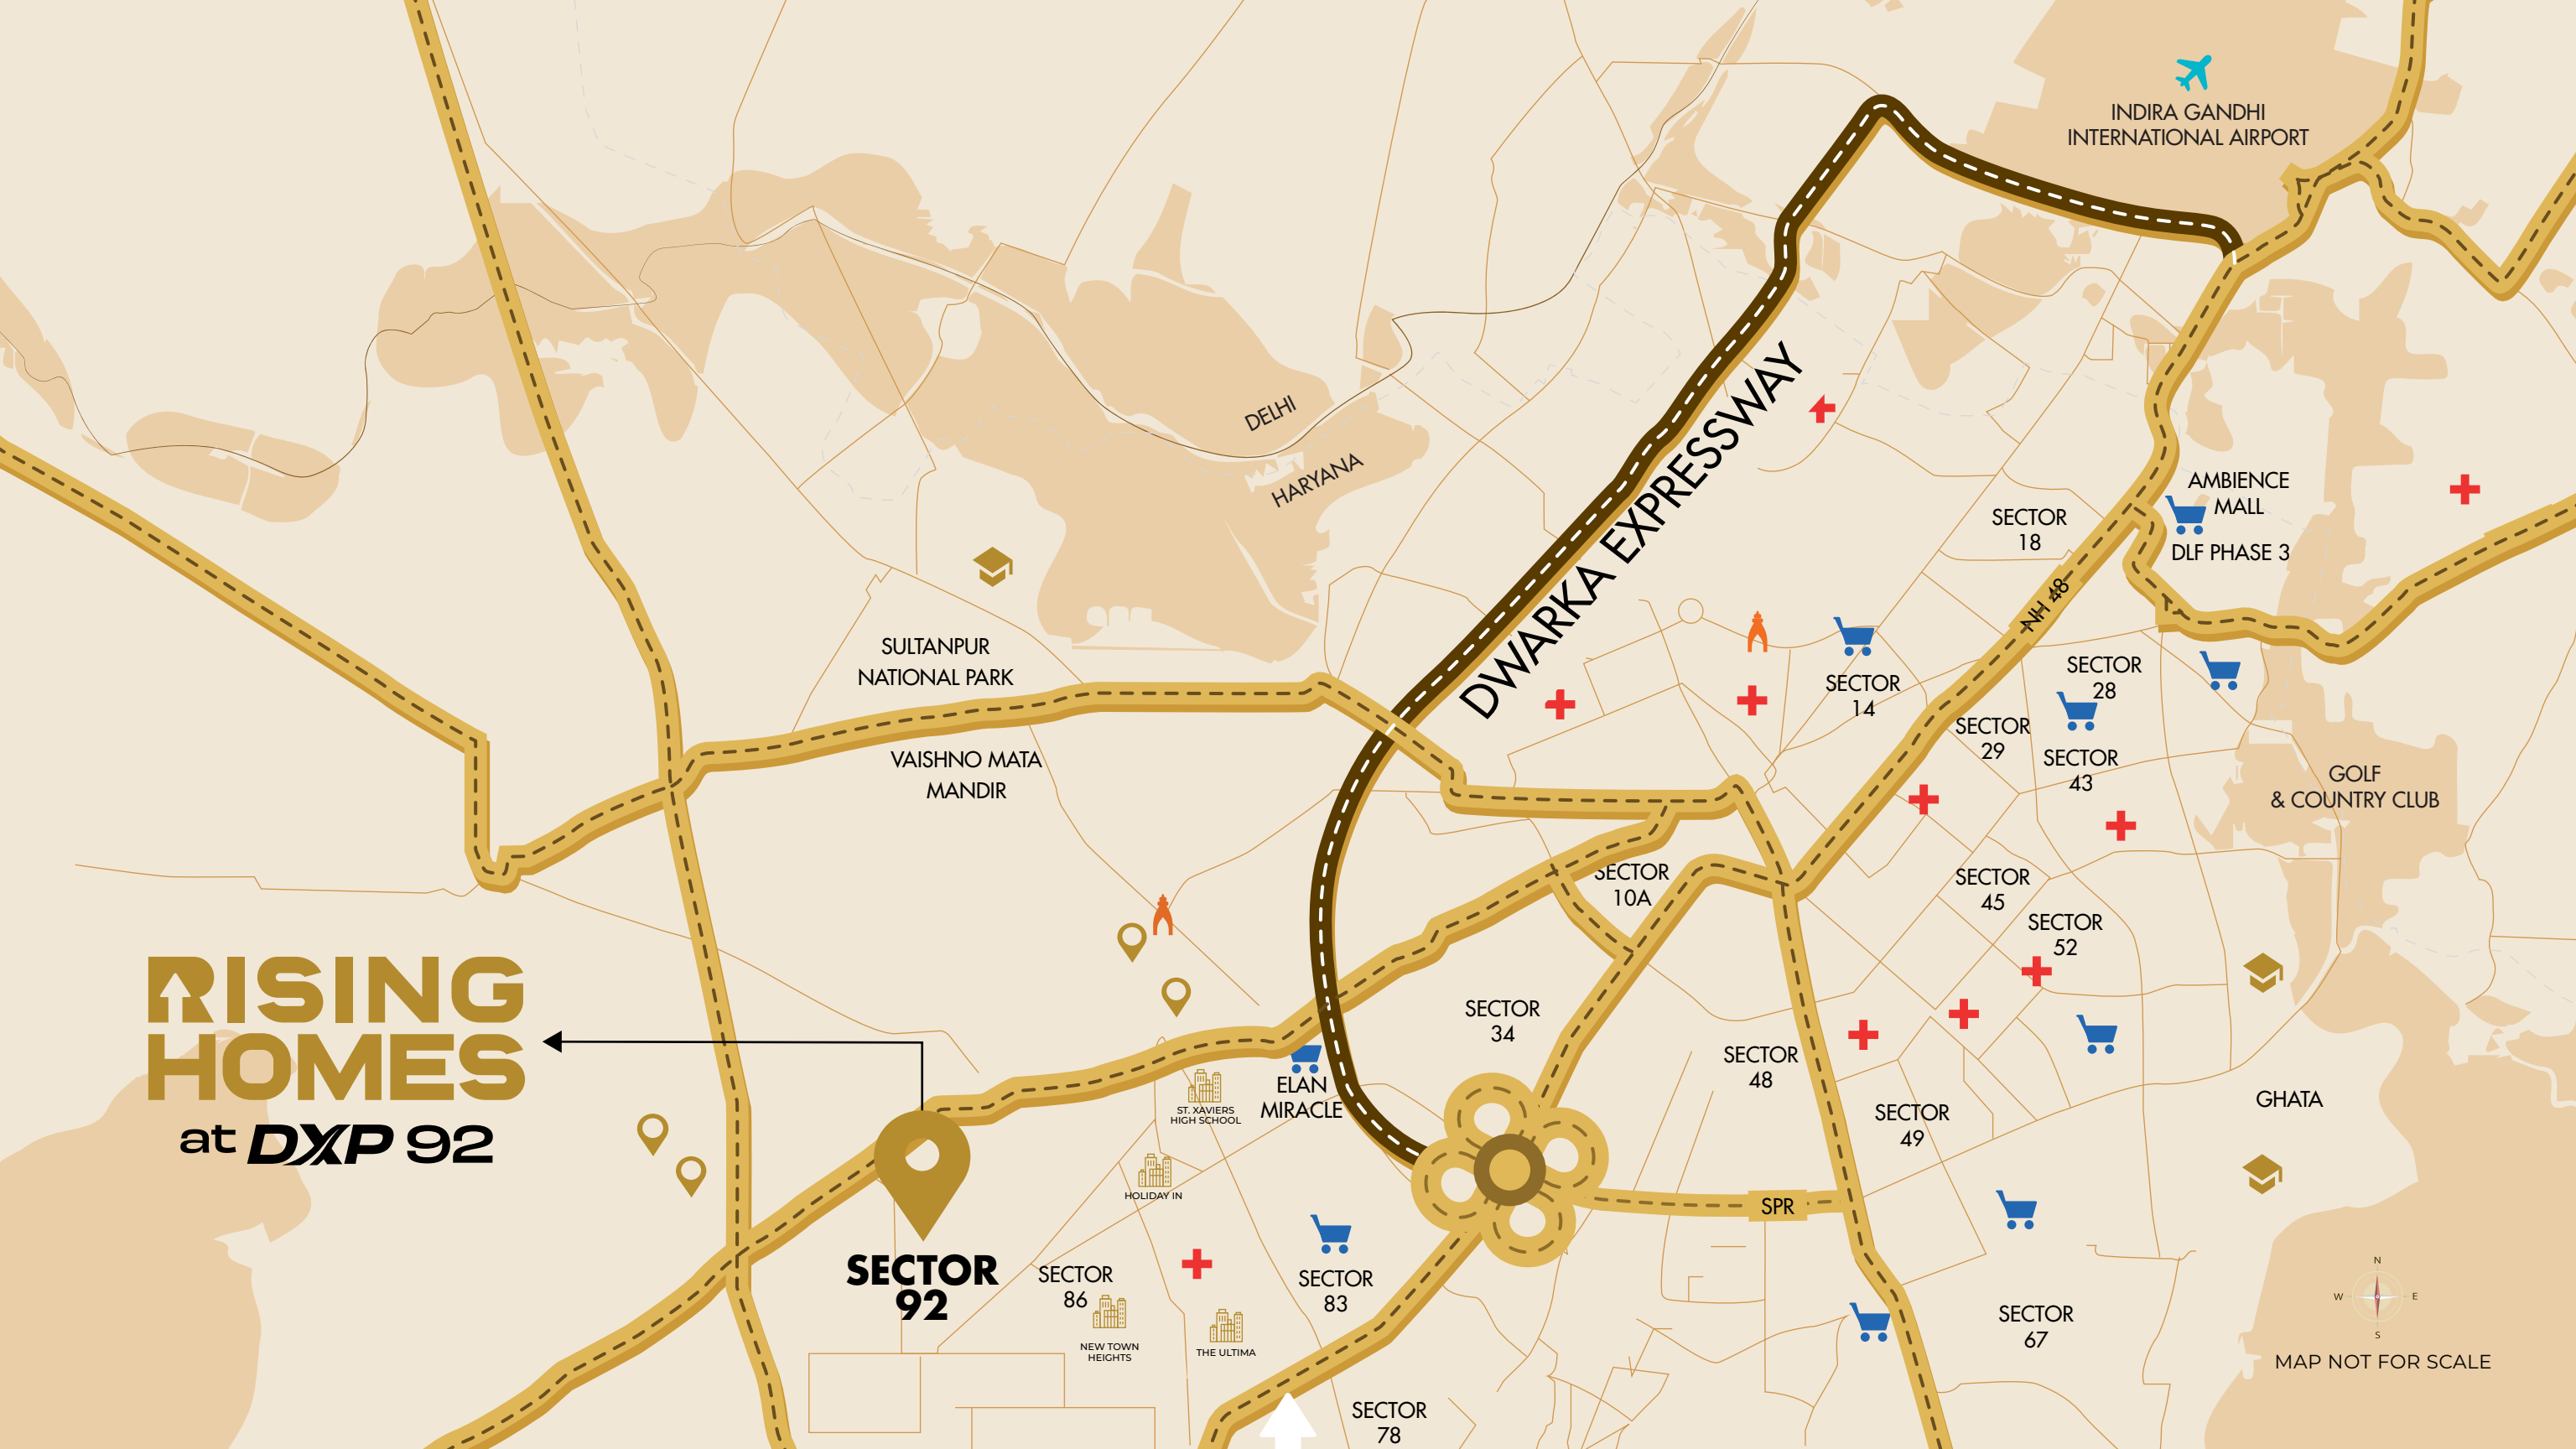 INDIRA GANDHI
INTERNATIONAL AIRPORT
DELHI
HARYANA
DWARKA EXPRESSWAY
AMBIENCE
MALL
DLF PHASE 3
SECTOR
18
NH 48
SULTANPUR
NATIONAL PARK
VAISHNO MATA
MANDIR
SECTOR
14
SECTOR
28
SECTOR
29
SECTOR
43
GOLF
& COUNTRY CLUB
SECTOR
10A
SECTOR
45
SECTOR
52
RISING
HOMES
at DXP 92
SECTOR
34
SECTOR
48
SECTOR
49
GHATA
ELAN
MIRACLE
ST. XAVIERS
HIGH SCHOOL
HOLIDAY IN
SPR
SECTOR
92
SECTOR
86
SECTOR
83
NEW TOWN
HEIGHTS
THE ULTIMA
SECTOR
78
SECTOR
67
N
W E
S
MAP NOT FOR SCALE